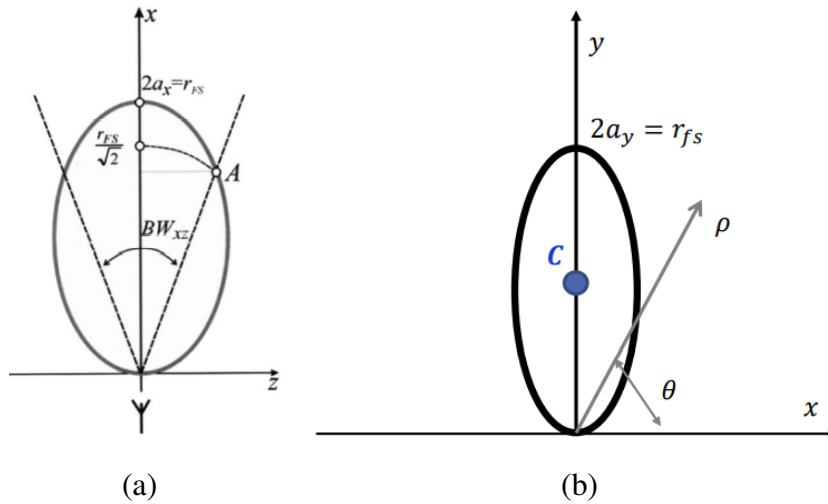 x
2a_x=r_FS
r_FS
√2
A
BW_xz
z
(a)
y
2a_y = r_fs
C
ρ
θ
x
(b)